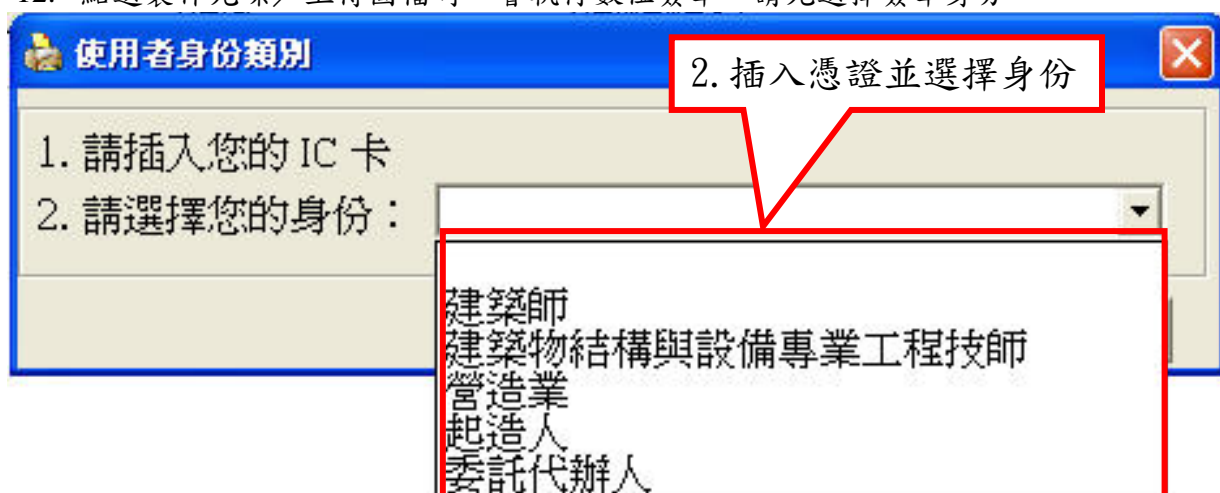 使用者身份類別
2.插入憑證並選擇身份
1. 請插入您的 IC 卡
2. 請選擇您的身份：
建築師
建築物結構與設備專業工程技師
營造業
起造人
委託代辦人